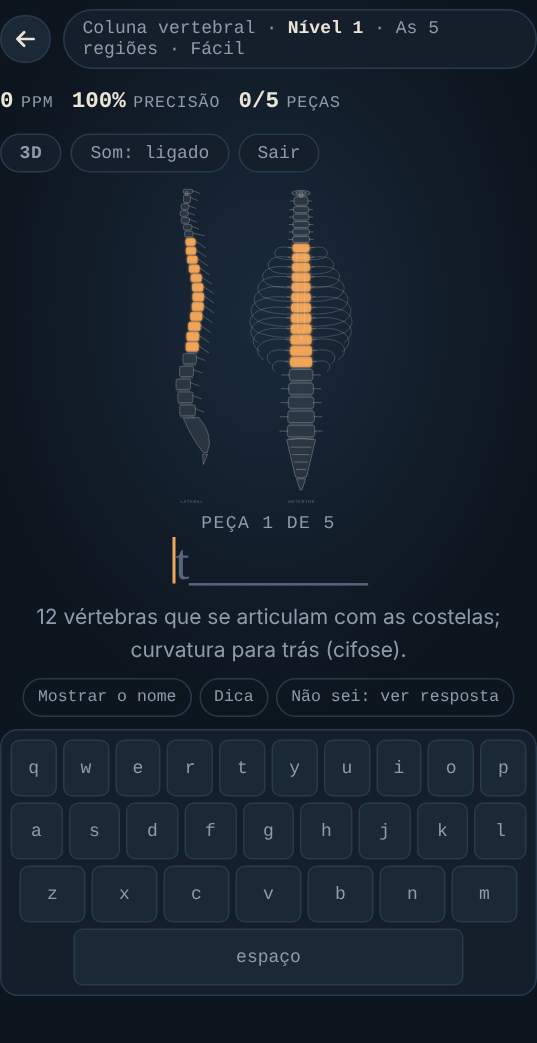 Coluna vertebral · Nível 1 · As 5
regiões · Fácil
0 PPM 100% PRECISÃO 0/5 PEÇAS
3D Som: ligado Sair
LATERAL ANTERIOR
PEÇA 1 DE 5
t
12 vértebras que se articulam com as costelas;
curvatura para trás (cifose).
Mostrar o nome Dica Não sei: ver resposta
q w e r t y u i o p
a s d f g h j k l
z x c v b n m
espaço